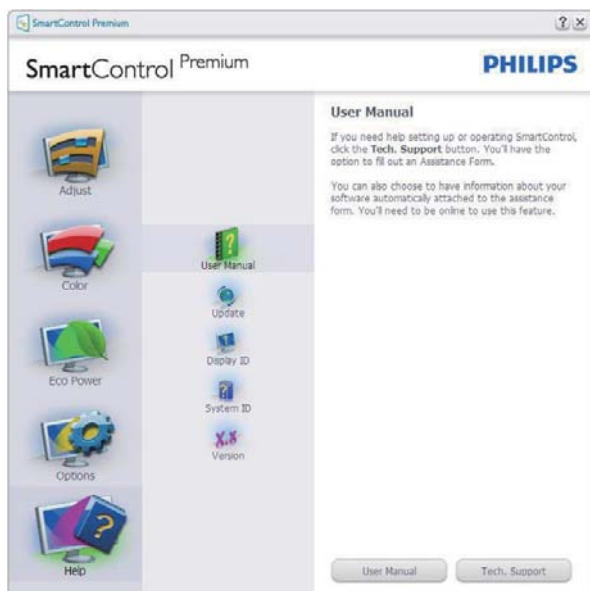 SmartControl Premium
SmartControl Premium
PHILIPS
Adjust
Color
Eco Power
Options
Help
User Manual
Update
Display ID
System ID
X.X
Version
User Manual
If you need help setting up or operating SmartControl,
click the Tech. Support button. You'll have the
option to fill out an Assistance Form.
You can also choose to have information about your
software automatically attached to the assistance
form. You'll need to be online to use this feature.
User Manual
Tech. Support